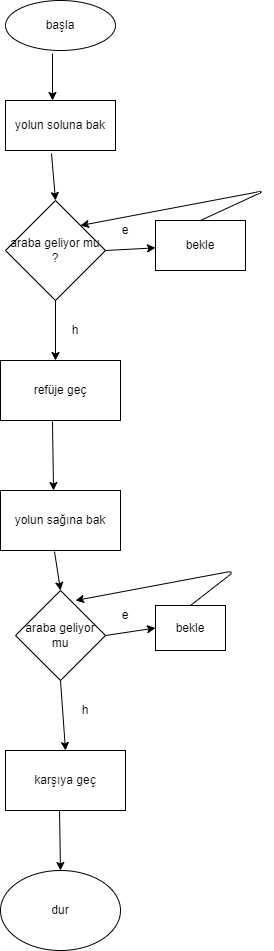 başla
yolun soluna bak
araba geliyor mu
?
e
bekle
h
refüje geç
yolun sağına bak
araba geliyor
mu
e
bekle
h
karşıya geç
dur